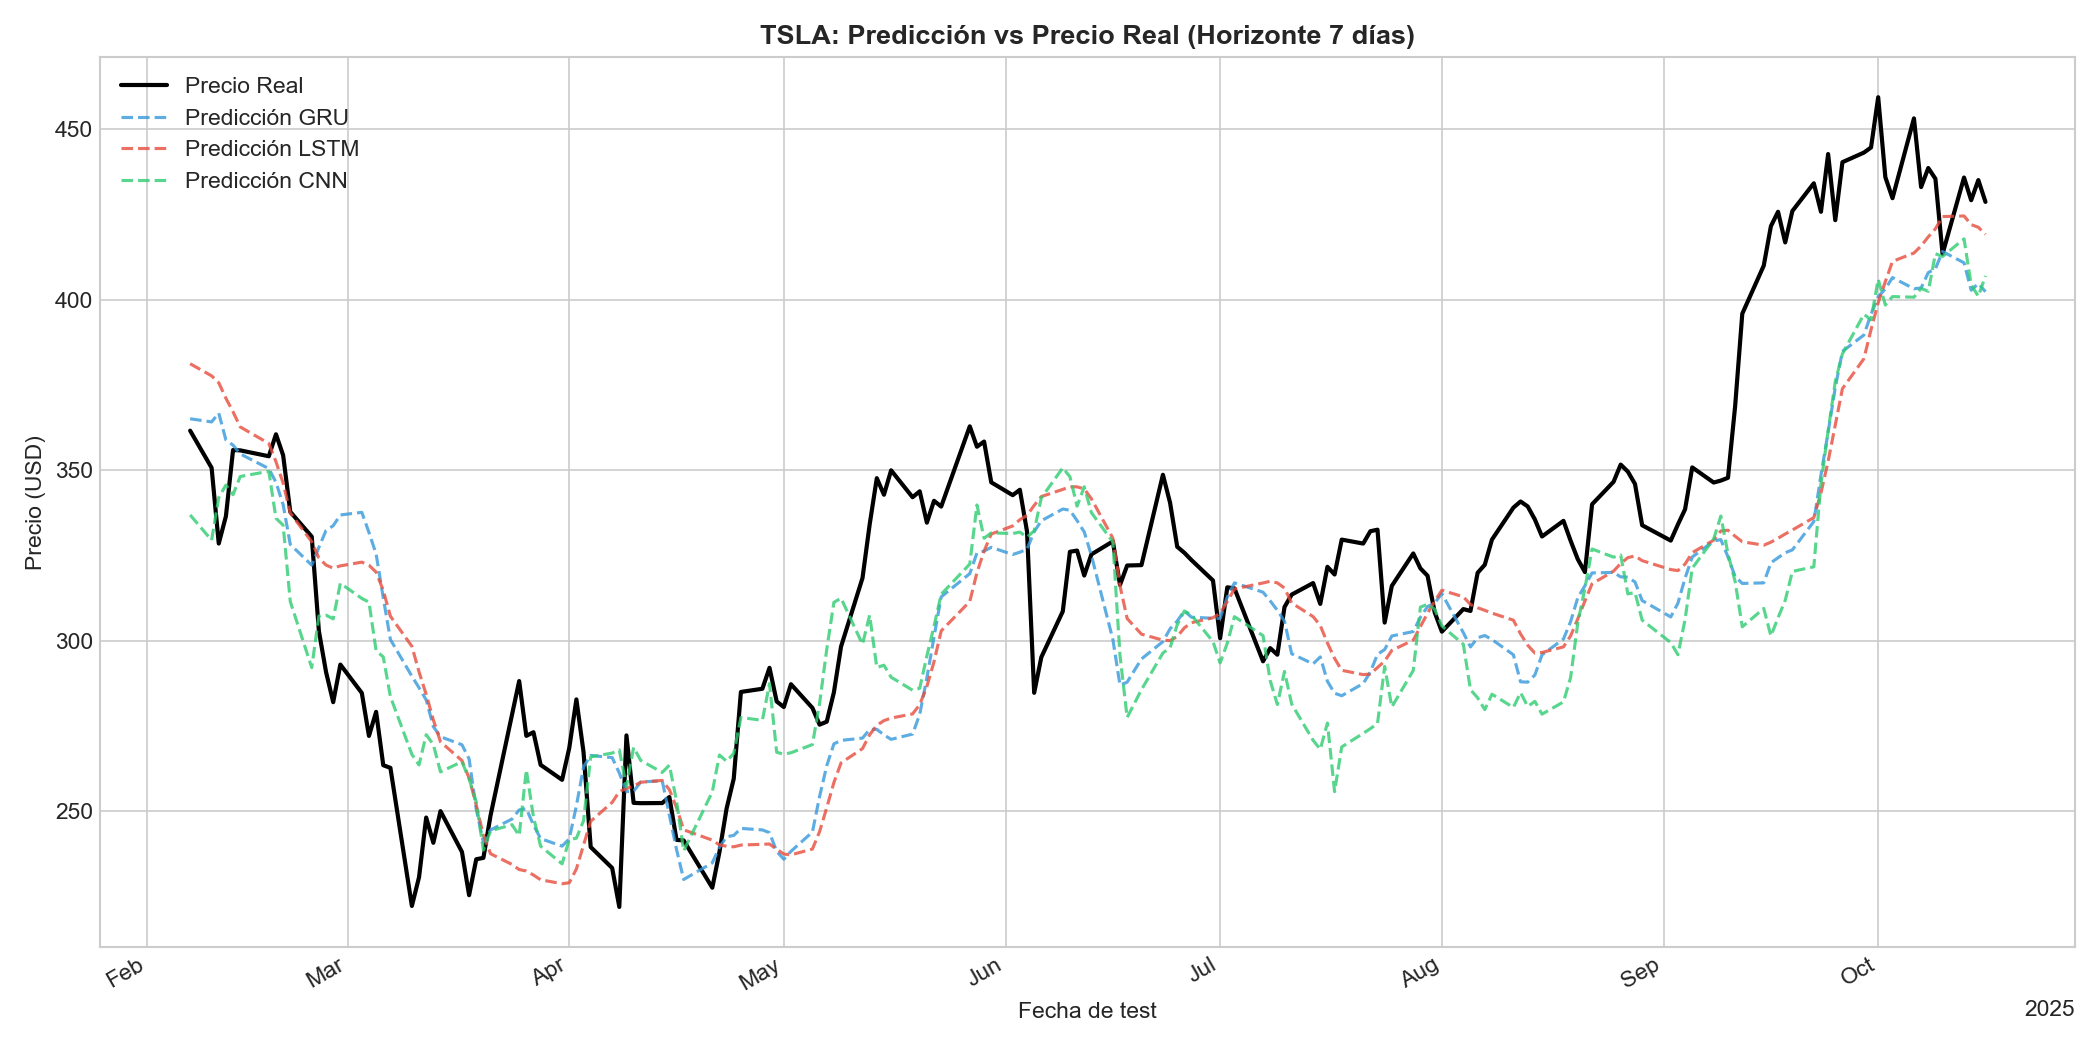 TSLA: Predicción vs Precio Real (Horizonte 7 días)
Precio Real
Predicción GRU
Predicción LSTM
Predicción CNN
Precio (USD)
450
400
350
300
250
Feb
Mar
Apr
May
Jun
Jul
Aug
Sep
Oct
2025
Fecha de test